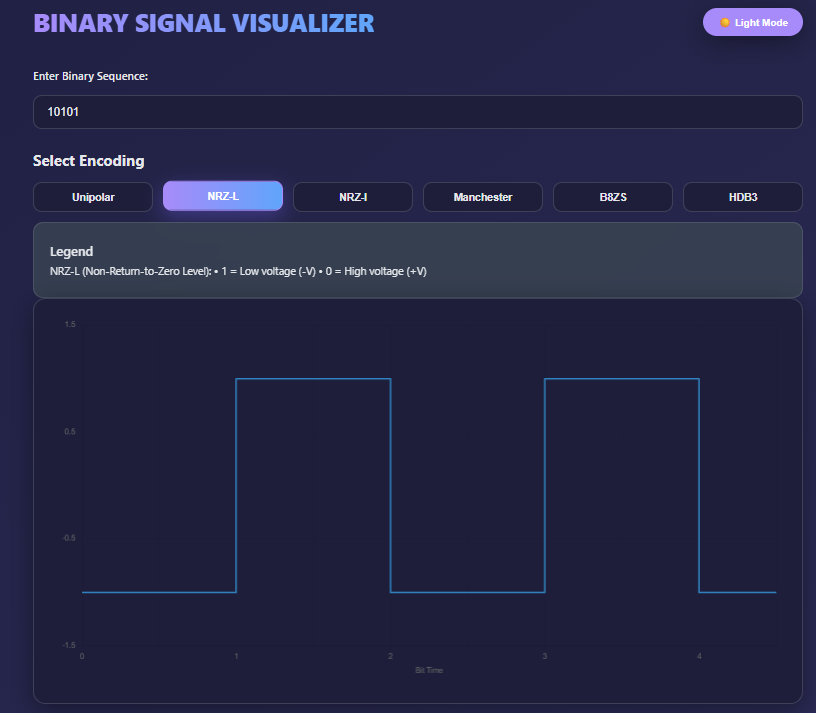 BINARY SIGNAL VISUALIZER
Light Mode
Enter Binary Sequence:
10101
Select Encoding
Unipolar
NRZ-L
NRZ-I
Manchester
B8ZS
HDB3
Legend
NRZ-L (Non-Return-to-Zero Level): • 1 = Low voltage (-V) • 0 = High voltage (+V)
1.5
0.5
-0.5
-1.5
0 1 2 3 4
Bit Time